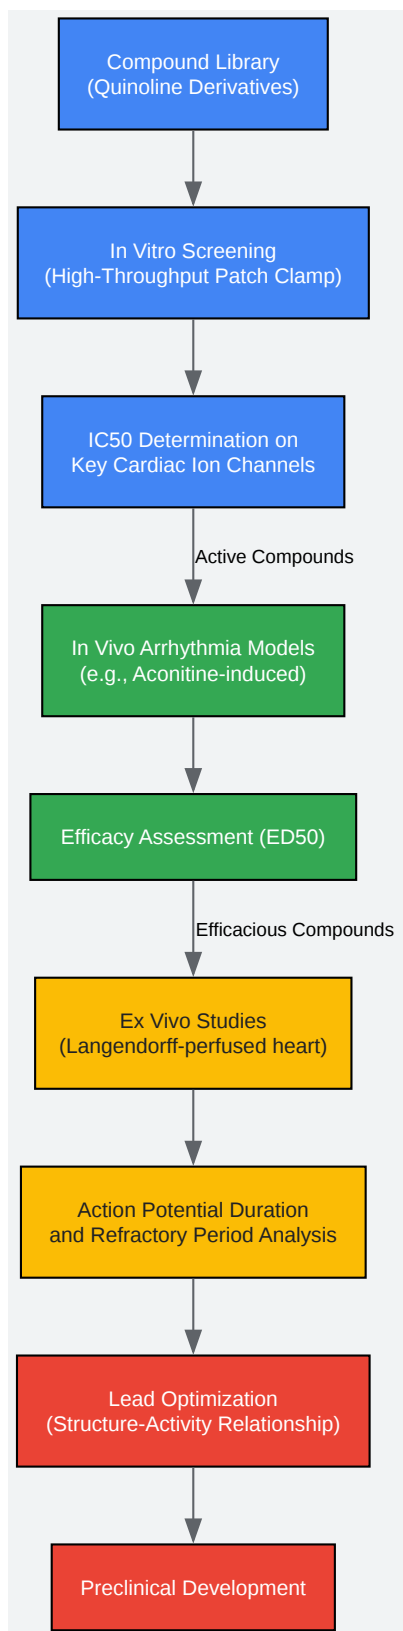 Compound Library
(Quinoline Derivatives)
In Vitro Screening
(High-Throughput Patch Clamp)
IC50 Determination on
Key Cardiac Ion Channels
Active Compounds
In Vivo Arrhythmia Models
(e.g., Aconitine-induced)
Efficacy Assessment (ED50)
Efficacious Compounds
Ex Vivo Studies
(Langendorff-perfused heart)
Action Potential Duration
and Refractory Period Analysis
Lead Optimization
(Structure-Activity Relationship)
Preclinical Development